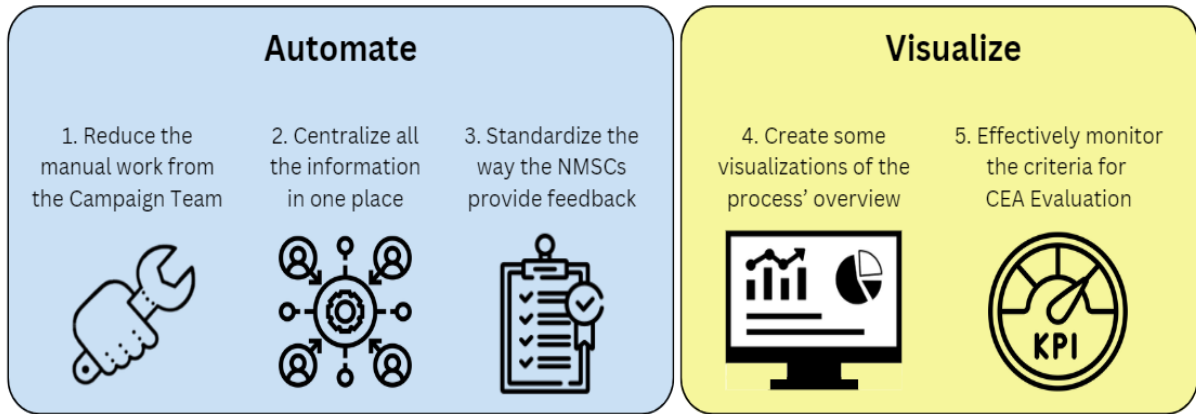 Automate
1. Reduce the
manual work from
the Campaign Team
2. Centralize all
the information
in one place
3. Standardize the
way the NMSCs
provide feedback
Visualize
4. Create some
visualizations of the
process’ overview
5. Effectively monitor
the criteria for
CEA Evaluation
KPI